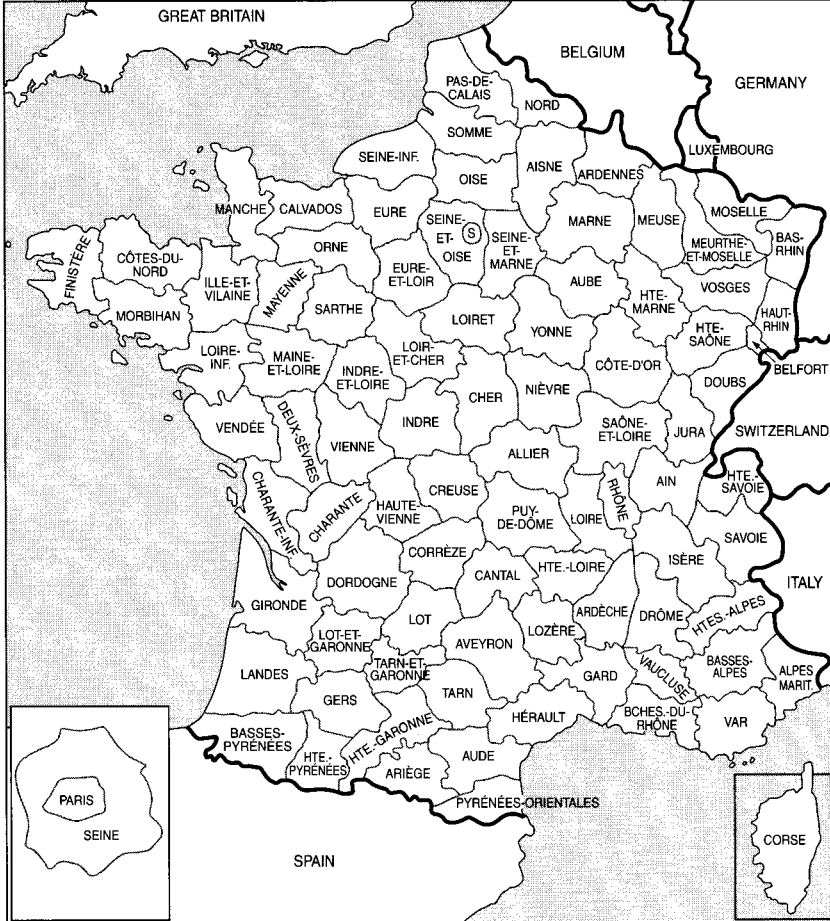 GREAT BRITAIN
BELGIUM
GERMANY
LUXEMBOURG
PAS-DE-
CALAIS
NORD
SOMME
SEINE-INF.
OISE
AISNE
ARDENNES
MANCHE
CALVADOS
EURE
SEINE-
ET-
OISE
S
SEINE-
ET-
MARNE
MARNE
MEUSE
MOSELLE
MEURTHE-
ET-MOSELLE
BAS-
RHIN
FINISTÈRE
CÔTES-DU-
NORD
ORNE
ILLE-ET-
VILAINE
MAYENNE
EURE-
ET-LOIR
AUBE
HTE-
MARNE
VOSGES
HAUT-
RHIN
MORBIHAN
SARTHE
LOIRET
YONNE
HTE-
SAÔNE
BELFORT
LOIRE-
INF.
MAINE-
ET-LOIRE
INDRE-
ET-LOIRE
LOIR-
ET-CHER
CHER
NIÈVRE
CÔTE-D'OR
DOUBS
VENDÉE
DEUX-SÈVRES
VIENNE
INDRE
SAÔNE-
ET-LOIRE
JURA
SWITZERLAND
ALLIER
CHARANTE-INF
CHARANTE
HAUTE-
VIENNE
CREUSE
PUY-
DE-DÔME
LOIRE
RHÔNE
AIN
HTE.-
SAVOIE
SAVOIE
ISÈRE
ITALY
CORRÈZE
DORDOGNE
CANTAL
HTE.-LOIRE
GIRONDE
LOT
ARDÈCHE
DRÔME
HTES.-ALPES
LOT-ET-
GARONNE
AVEYRON
LOZÈRE
LANDES
TARN-ET-
GARONNE
GARD
VAUCLUSE
BASSES-
ALPES
ALPES
MARIT.
GERS
TARN
HÉRAULT
BCHES.-DU-
RHÔNE
VAR
BASSES-
PYRÉNÉES
HTE.-
PYRÉNÉES
HTE.-GARONNE
ARIÈGE
AUDE
PYRÉNÉES-ORIENTALES
SPAIN
PARIS
SEINE
CORSE